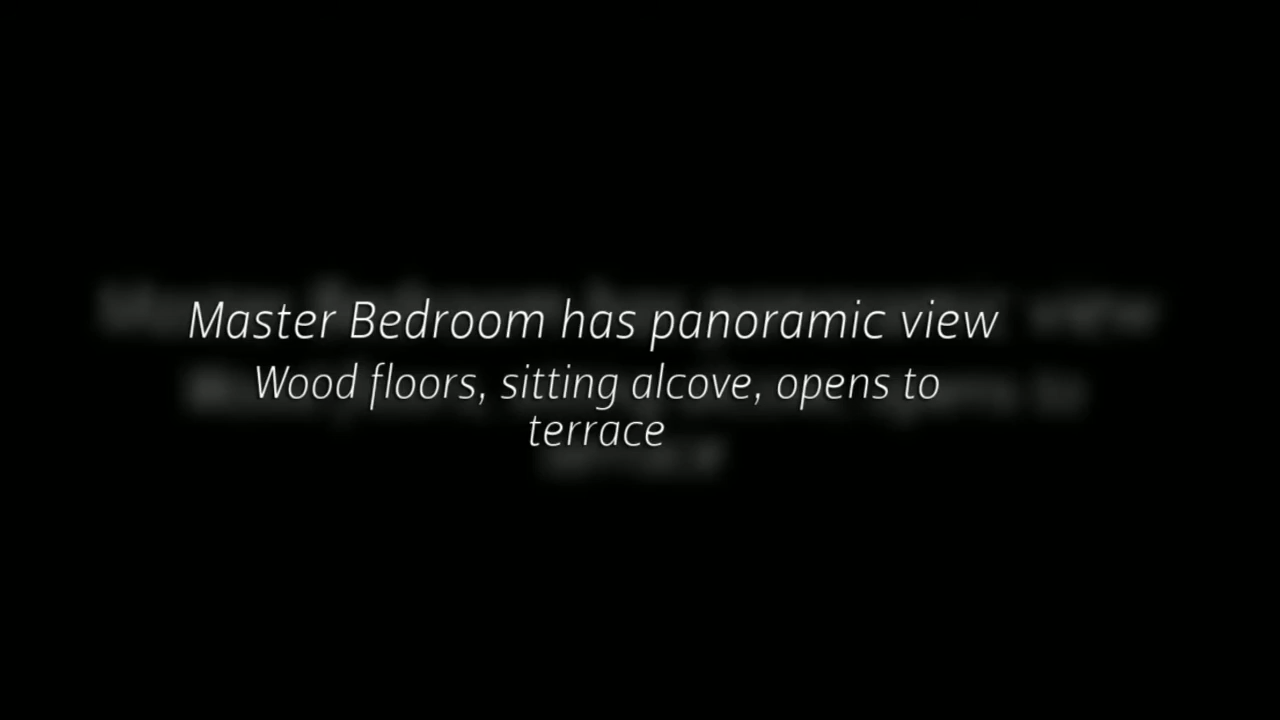 Master Bedroom has panoramic view
Wood floors, sitting alcove, opens to
terrace